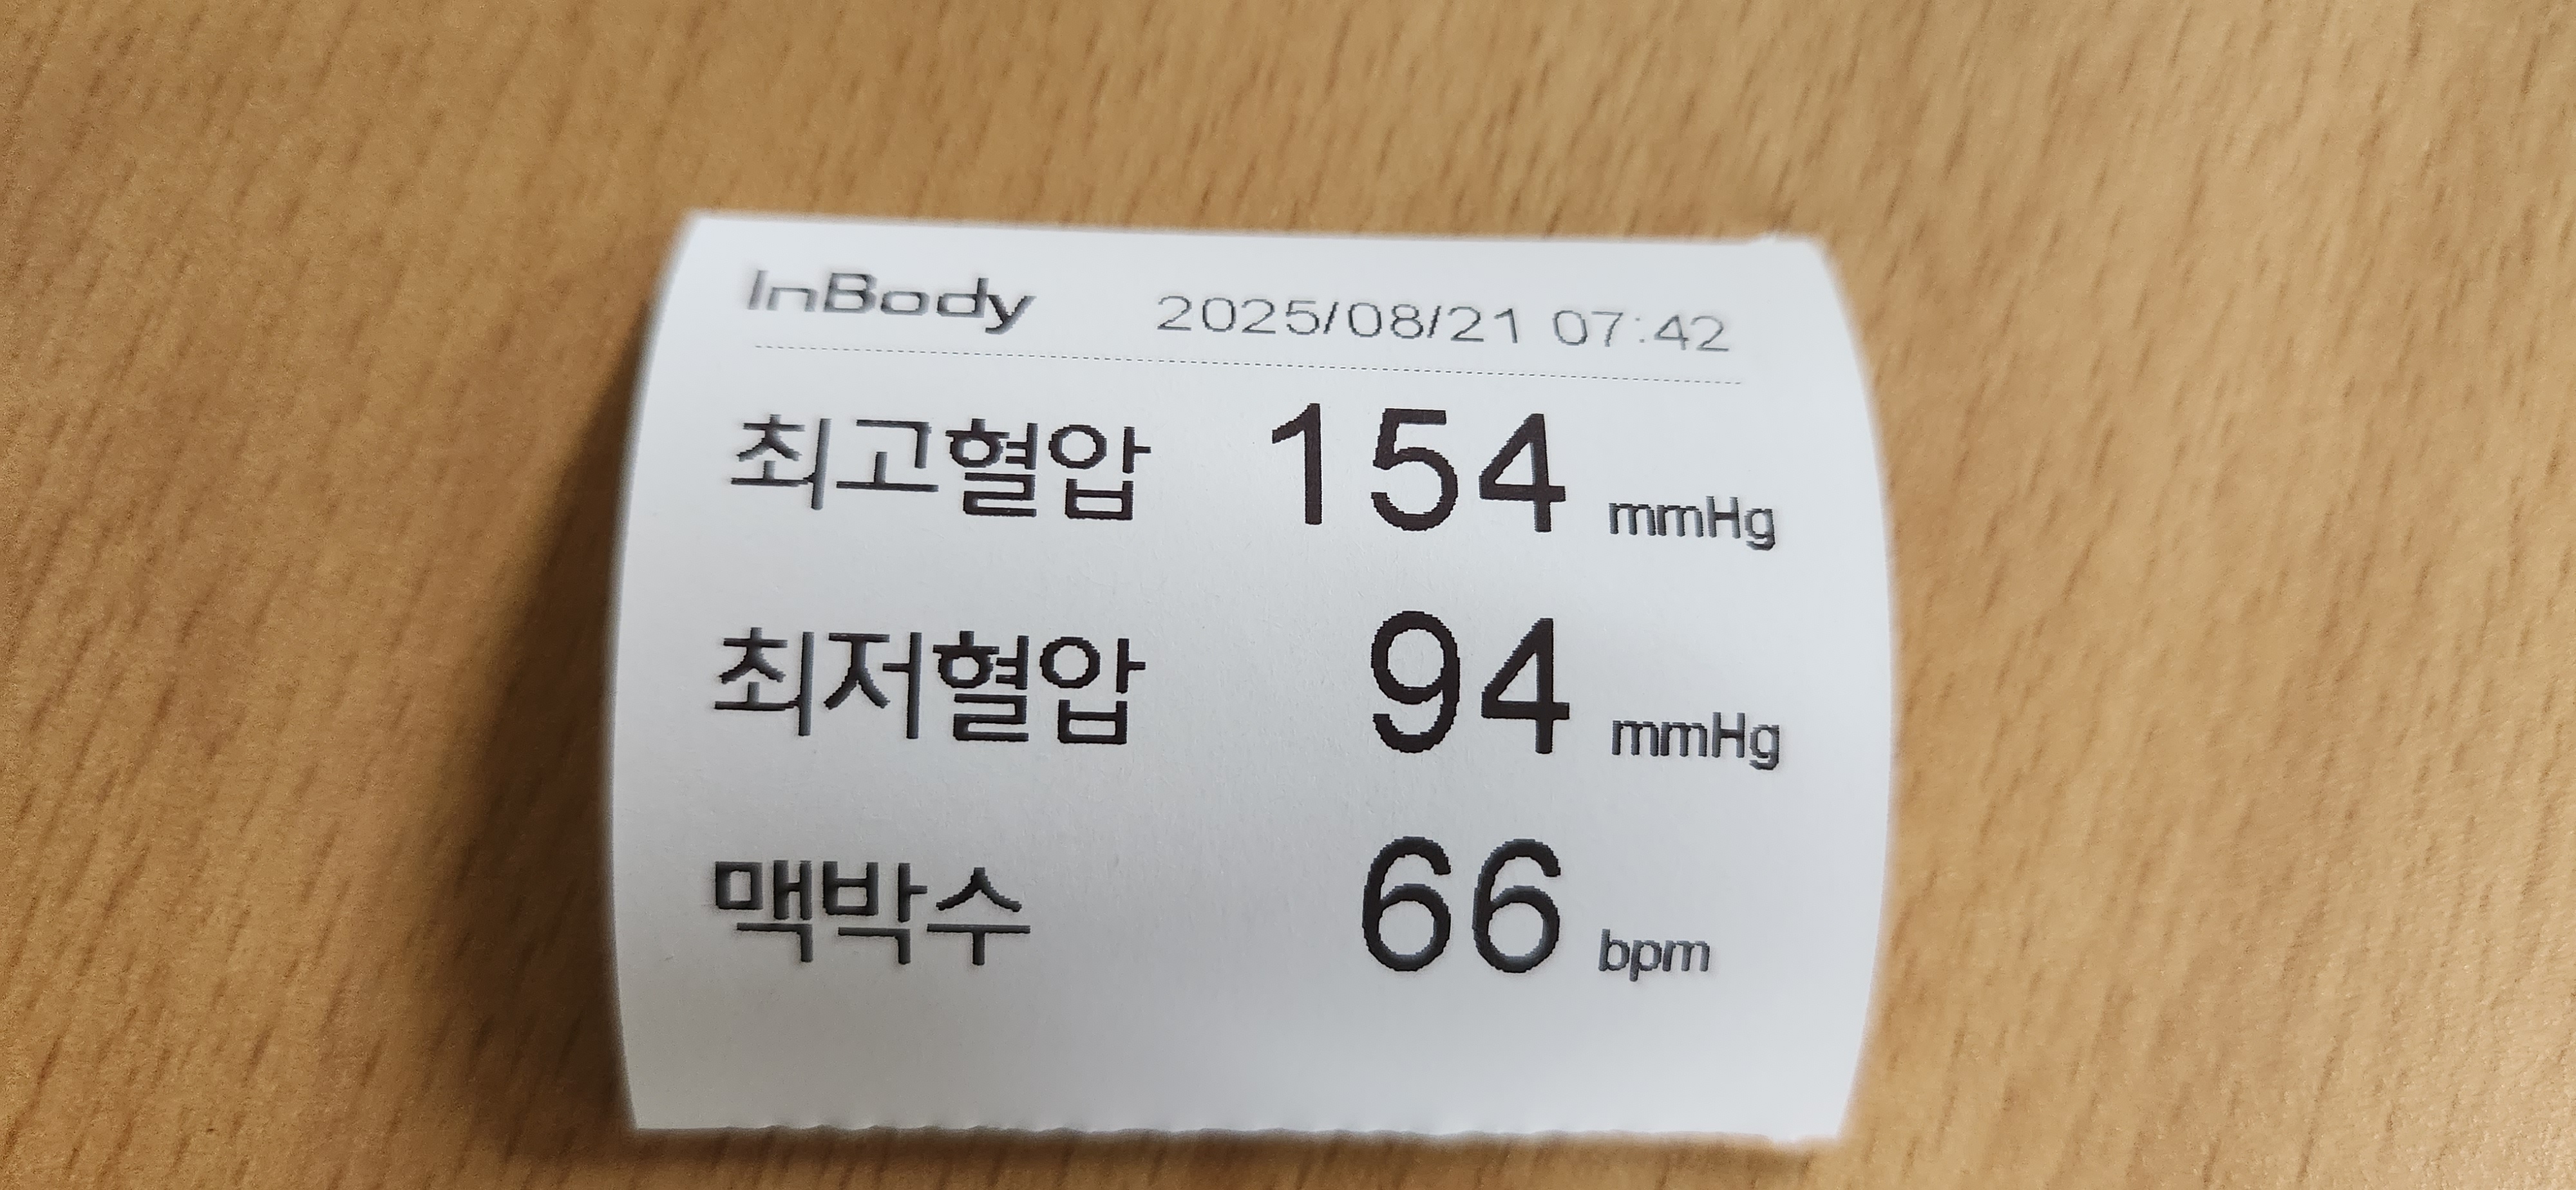 InBody 2025/08/21 07:42
최고혈압 154 mmHg
최저혈압 94 mmHg
맥박수 66 bpm